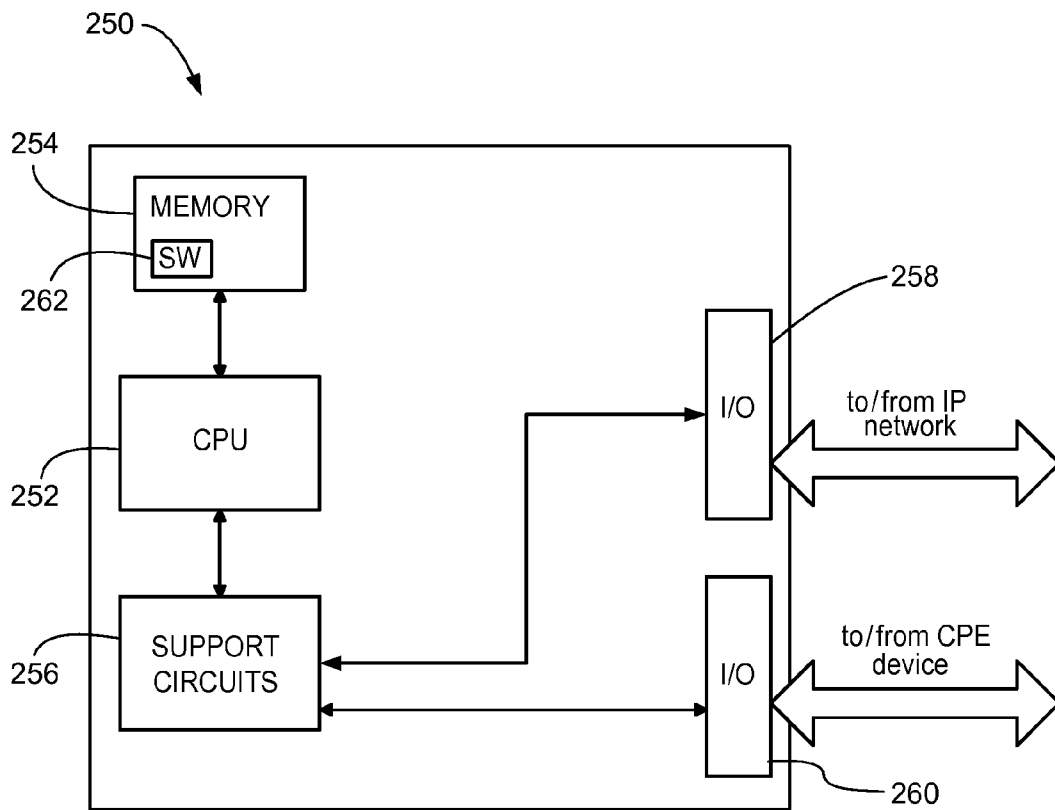 250
254
MEMORY
SW
262
258
I/O
to/from IP
network
CPU
252
SUPPORT
CIRCUITS
256
I/O
to/from CPE
device
260